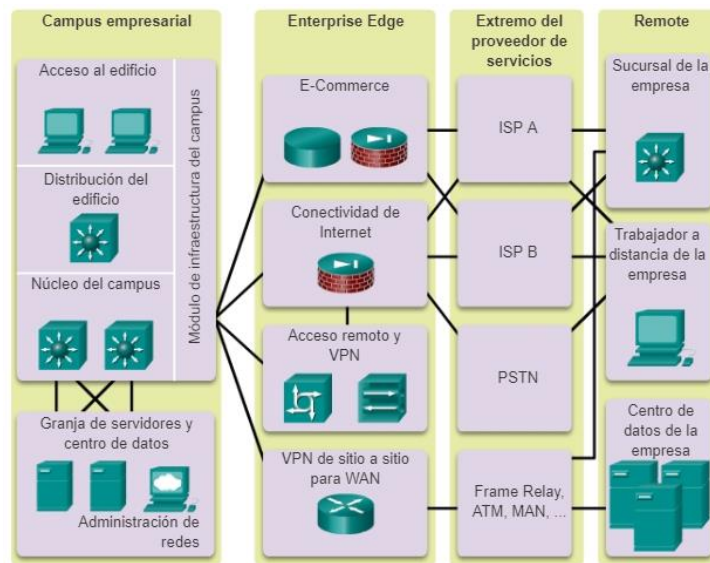 Campus empresarial
Acceso al edificio
Distribución del
edificio
Núcleo del campus
Módulo de infraestructura del campus
Granja de servidores y
centro de datos
Administración de
redes
Enterprise Edge
E-Commerce
Conectividad de
Internet
Acceso remoto y
VPN
VPN de sitio a sitio
para WAN
Extremo del
proveedor de
servicios
ISP A
ISP B
PSTN
Frame Relay,
ATM, MAN, ...
Remote
Sucursal de la
empresa
Trabajador a
distancia de la
empresa
Centro de
datos de la
empresa